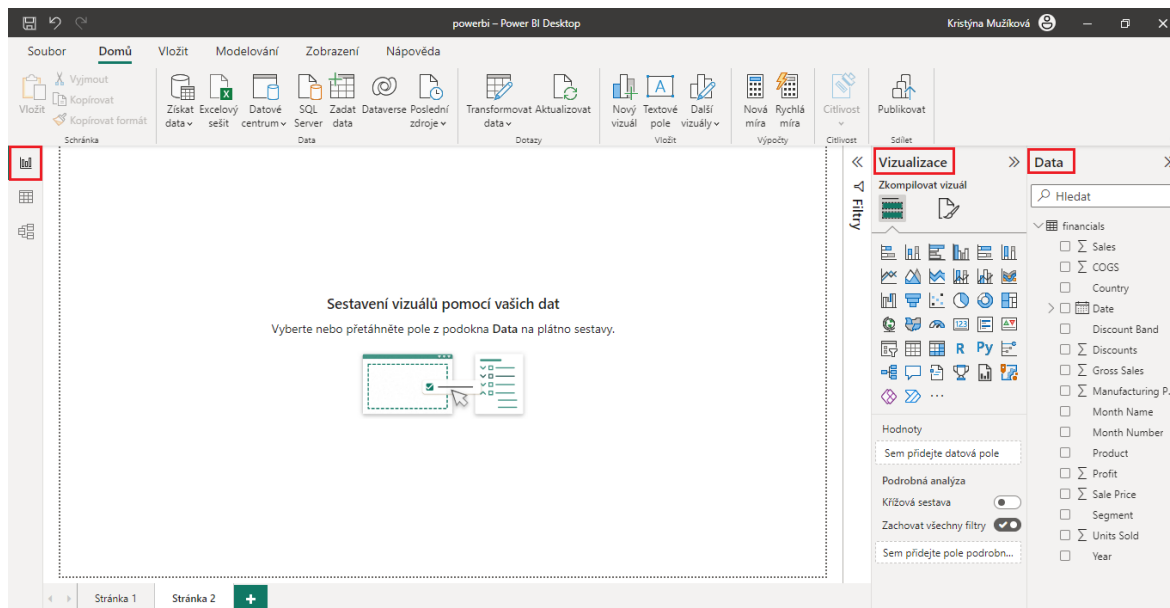 powerbi – Power BI Desktop
Kristýna Mužíková
Soubor Domů Vložit Modelování Zobrazení Nápověda
Vložit
Vyjmout
Kopírovat
Kopírovat formát
Schránka
Získat data
Excelový sešit
Datové centrum
SQL Server
Zadat data
Dataverse
Poslední zdroje
Data
Transformovat data
Aktualizovat
Dotazy
Nový vizuál
Textové pole
Další vizuály
Vložit
Nová míra
Rychlá míra
Výpočty
Citlivost
Citlivost
Publikovat
Sdílet
Sestavení vizuálů pomocí vašich dat
Vyberte nebo přetáhněte pole z podokna Data na plátno sestavy.
Filtry
Vizualizace
Zkompilovat vizuál
123
R Py
Hodnoty
Sem přidejte datová pole
Podrobná analýza
Křížová sestava
Zachovat všechny filtry
Sem přidejte pole podrobn...
Data
Hledat
financials
Sales
COGS
Country
Date
Discount Band
Discounts
Gross Sales
Manufacturing P...
Month Name
Month Number
Product
Profit
Sale Price
Segment
Units Sold
Year
Stránka 1 Stránka 2 +